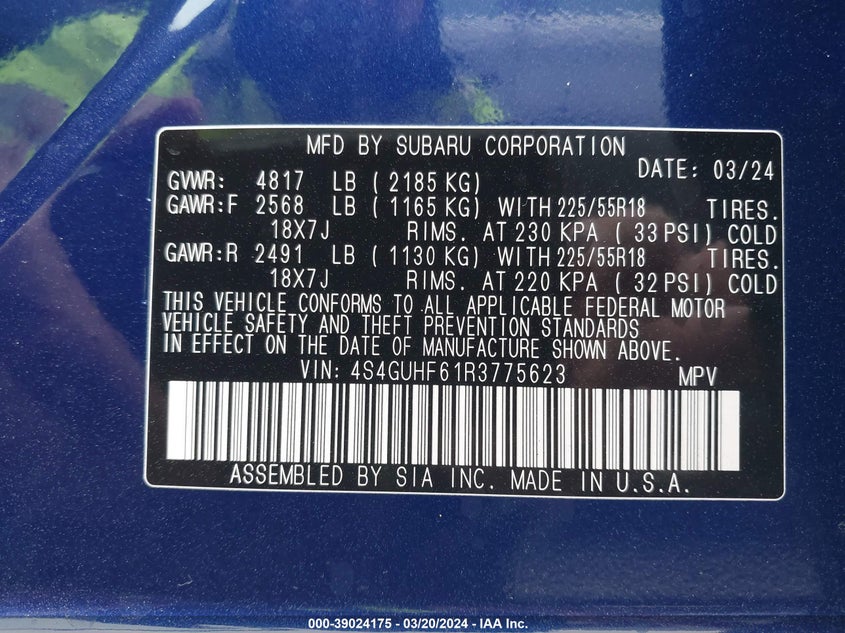 MFD BY SUBARU CORPORATION
DATE: 03/24
GVWR: 4817 LB ( 2185 KG)
GAWR:F 2568 LB ( 1165 KG) WITH 225/55R18 TIRES.
18X7J RIMS. AT 230 KPA ( 33 PSI) COLD
GAWR:R 2491 LB ( 1130 KG) WITH 225/55R18 TIRES.
18X7J RIMS. AT 220 KPA ( 32 PSI) COLD
THIS VEHICLE CONFORMS TO ALL APPLICABLE FEDERAL MOTOR
VEHICLE SAFETY AND THEFT PREVENTION STANDARDS
IN EFFECT ON THE DATE OF MANUFACTURE SHOWN ABOVE.
VIN: 4S4GUHF61R3775623 MPV
ASSEMBLED BY SIA INC. MADE IN U.S.A.
000-39024175 - 03/20/2024 - IAA Inc.